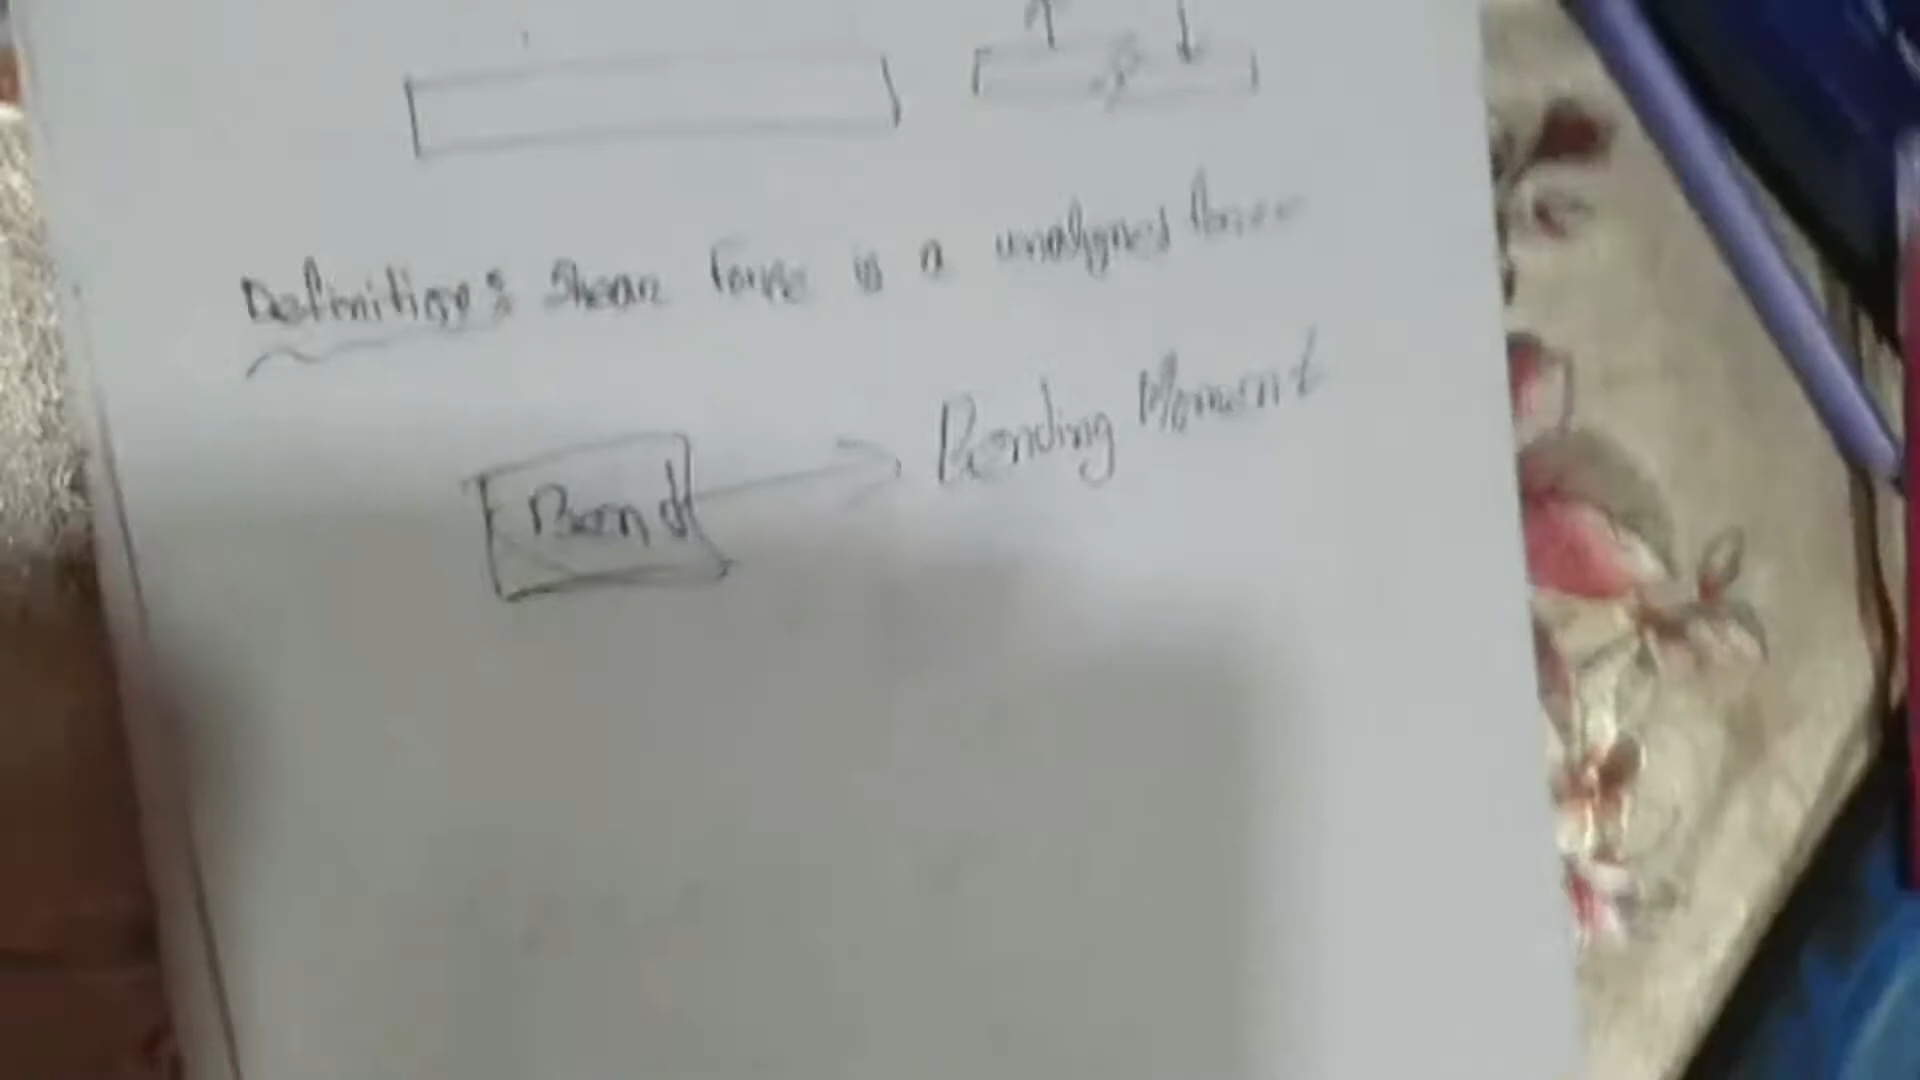 Definition: Shear Force is a unaligned force
Bending Moment
Bend